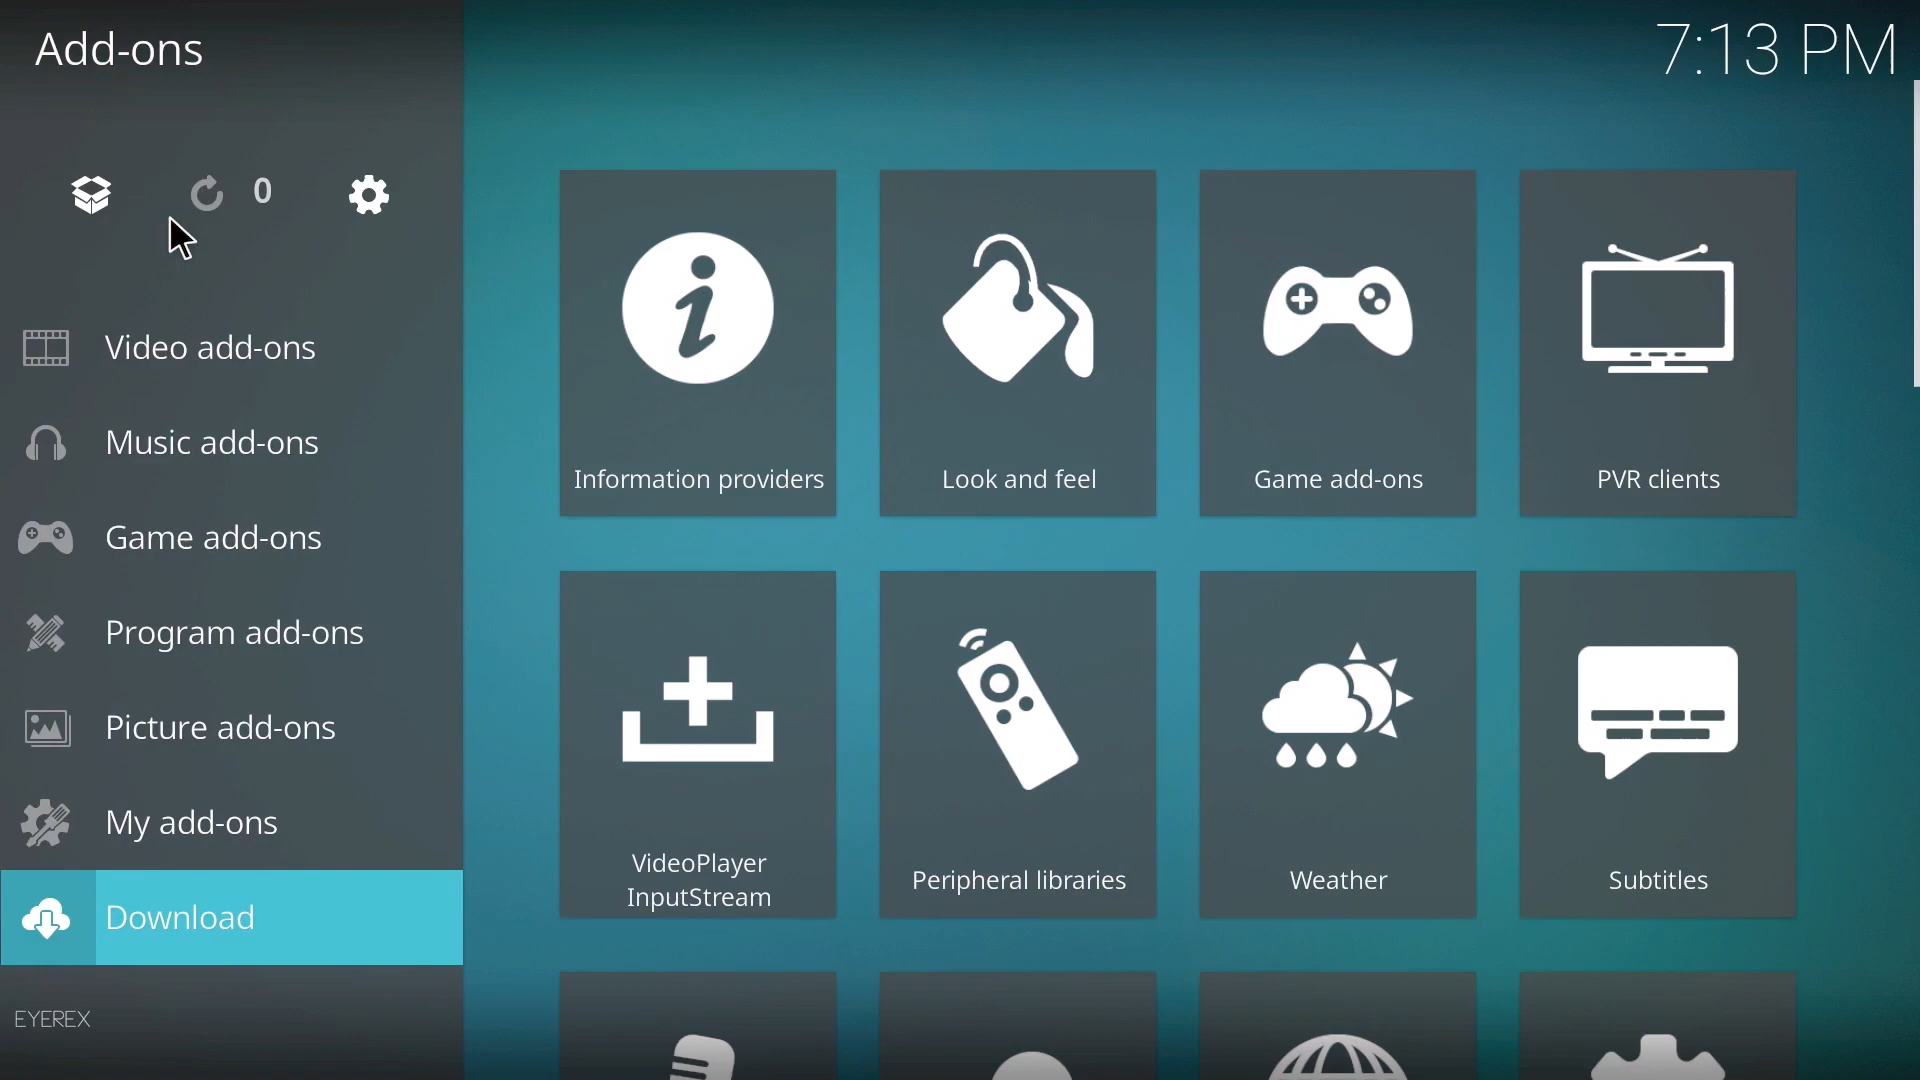 Add-ons
7:13 PM
0
Video add-ons
Music add-ons
Game add-ons
Program add-ons
Picture add-ons
My add-ons
Download
EYEREX
Information providers
Look and feel
Game add-ons
PVR clients
VideoPlayer
InputStream
Peripheral libraries
Weather
Subtitles